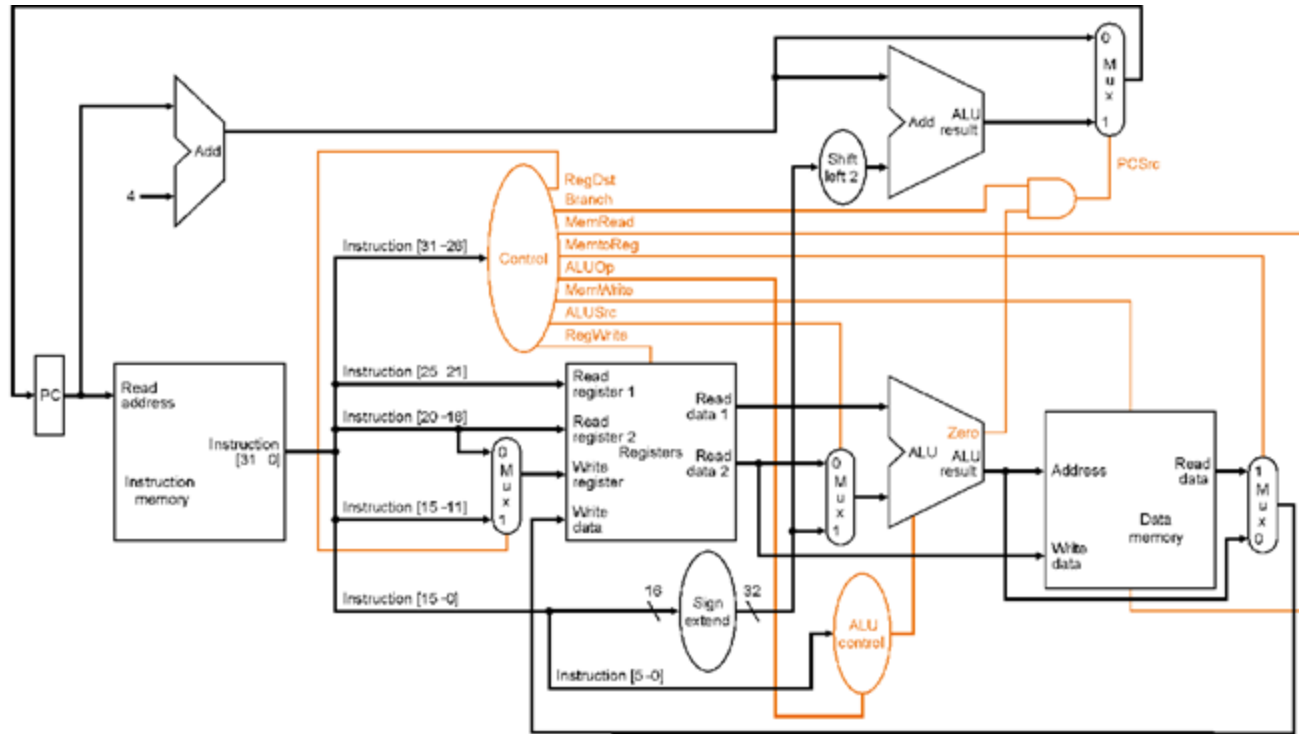 0
M
u
x
1
Add
ALU
result
Add
Shift
left 2
4
RegDst
Branch
MemRead
MemtoReg
ALUOp
MemWrite
ALUSrc
RegWrite
PCSrc
Control
Instruction [31-26]
PC
Read
address
Instruction
[31 0]
Instruction
memory
Instruction [25 21]
Instruction [20-16]
Instruction [15-11]
0
M
u
x
1
Read
register 1
Read
register 2
Registers
Write
register
Write
data
Read
data 1
Read
data 2
0
M
u
x
1
Zero
ALU
ALU
result
Address
Read
data
Data
memory
Write
data
1
M
u
x
0
Instruction [15-0]
16
Sign
extend
32
ALU
control
Instruction [5-0]